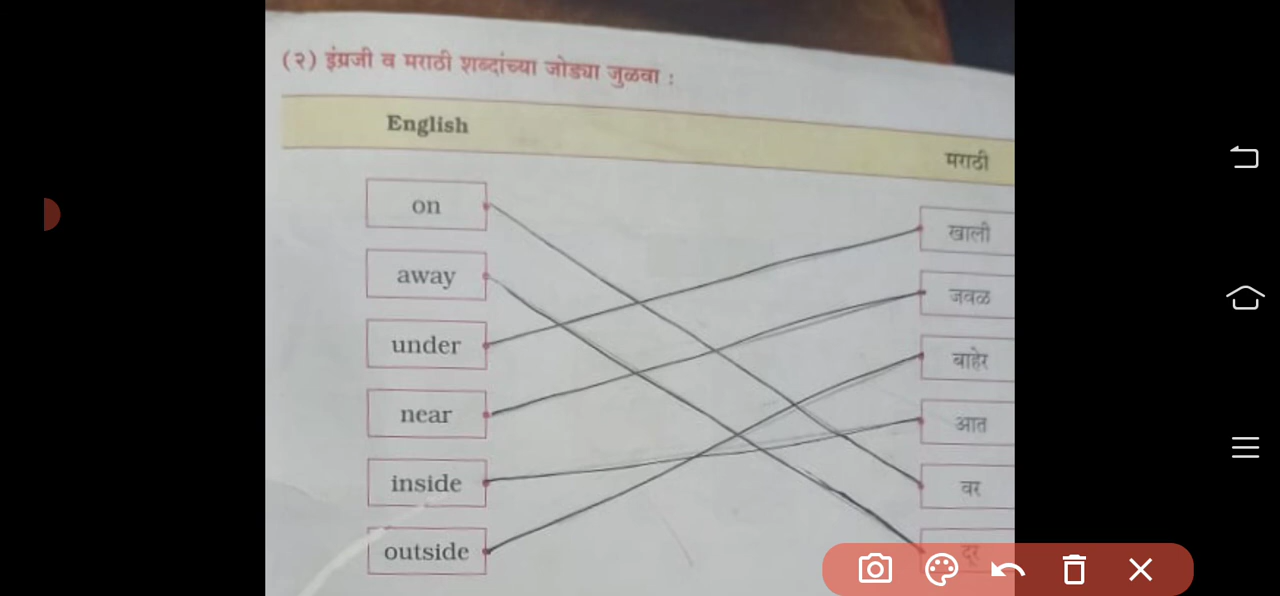 (२) इंग्रजी व मराठी शब्दांच्या जोड्या जुळवा :
English
मराठी
on
खाली
away
जवळ
under
बाहेर
near
आत
inside
वर
outside
दूर